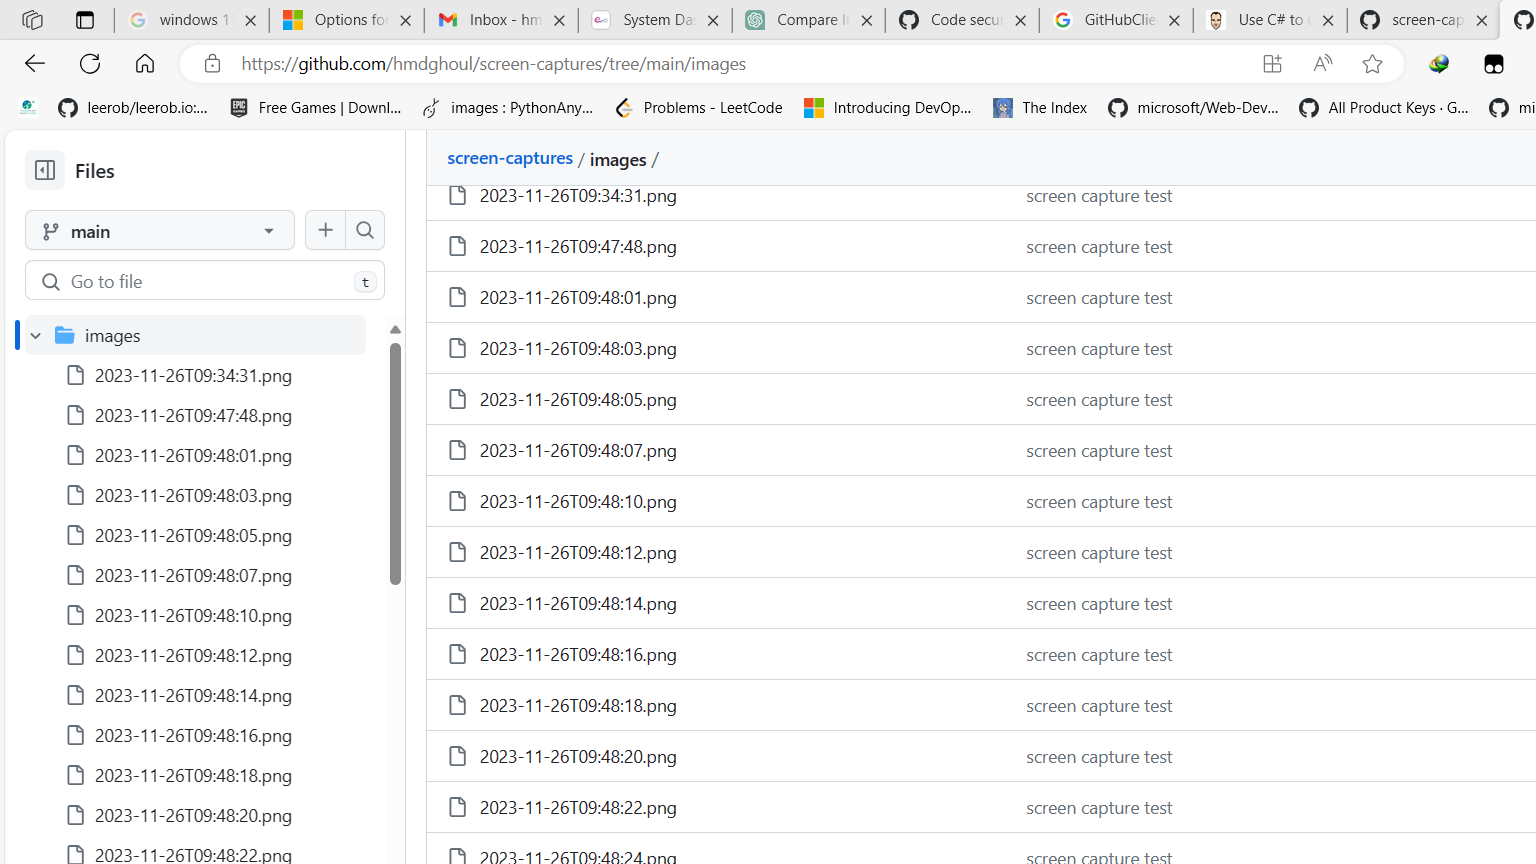 windows 1
Options fo
Inbox - hm
System Da
Compare I
Code secu
GitHubClie
Use C# to u
screen-cap
https://github.com/hmdghoul/screen-captures/tree/main/images
leerob/leerob.io:...
EPIC GAMES
Free Games | Downl...
images : PythonAny...
Problems - LeetCode
Introducing DevOp...
The Index
microsoft/Web-Dev...
All Product Keys · G...
mi
Files
main
Go to file
t
images
2023-11-26T09:34:31.png
2023-11-26T09:47:48.png
2023-11-26T09:48:01.png
2023-11-26T09:48:03.png
2023-11-26T09:48:05.png
2023-11-26T09:48:07.png
2023-11-26T09:48:10.png
2023-11-26T09:48:12.png
2023-11-26T09:48:14.png
2023-11-26T09:48:16.png
2023-11-26T09:48:18.png
2023-11-26T09:48:20.png
2023-11-26T09:48:22.png
screen-captures / images /
2023-11-26T09:34:31.png screen capture test
2023-11-26T09:47:48.png screen capture test
2023-11-26T09:48:01.png screen capture test
2023-11-26T09:48:03.png screen capture test
2023-11-26T09:48:05.png screen capture test
2023-11-26T09:48:07.png screen capture test
2023-11-26T09:48:10.png screen capture test
2023-11-26T09:48:12.png screen capture test
2023-11-26T09:48:14.png screen capture test
2023-11-26T09:48:16.png screen capture test
2023-11-26T09:48:18.png screen capture test
2023-11-26T09:48:20.png screen capture test
2023-11-26T09:48:22.png screen capture test
2023-11-26T09:48:24.png screen capture test